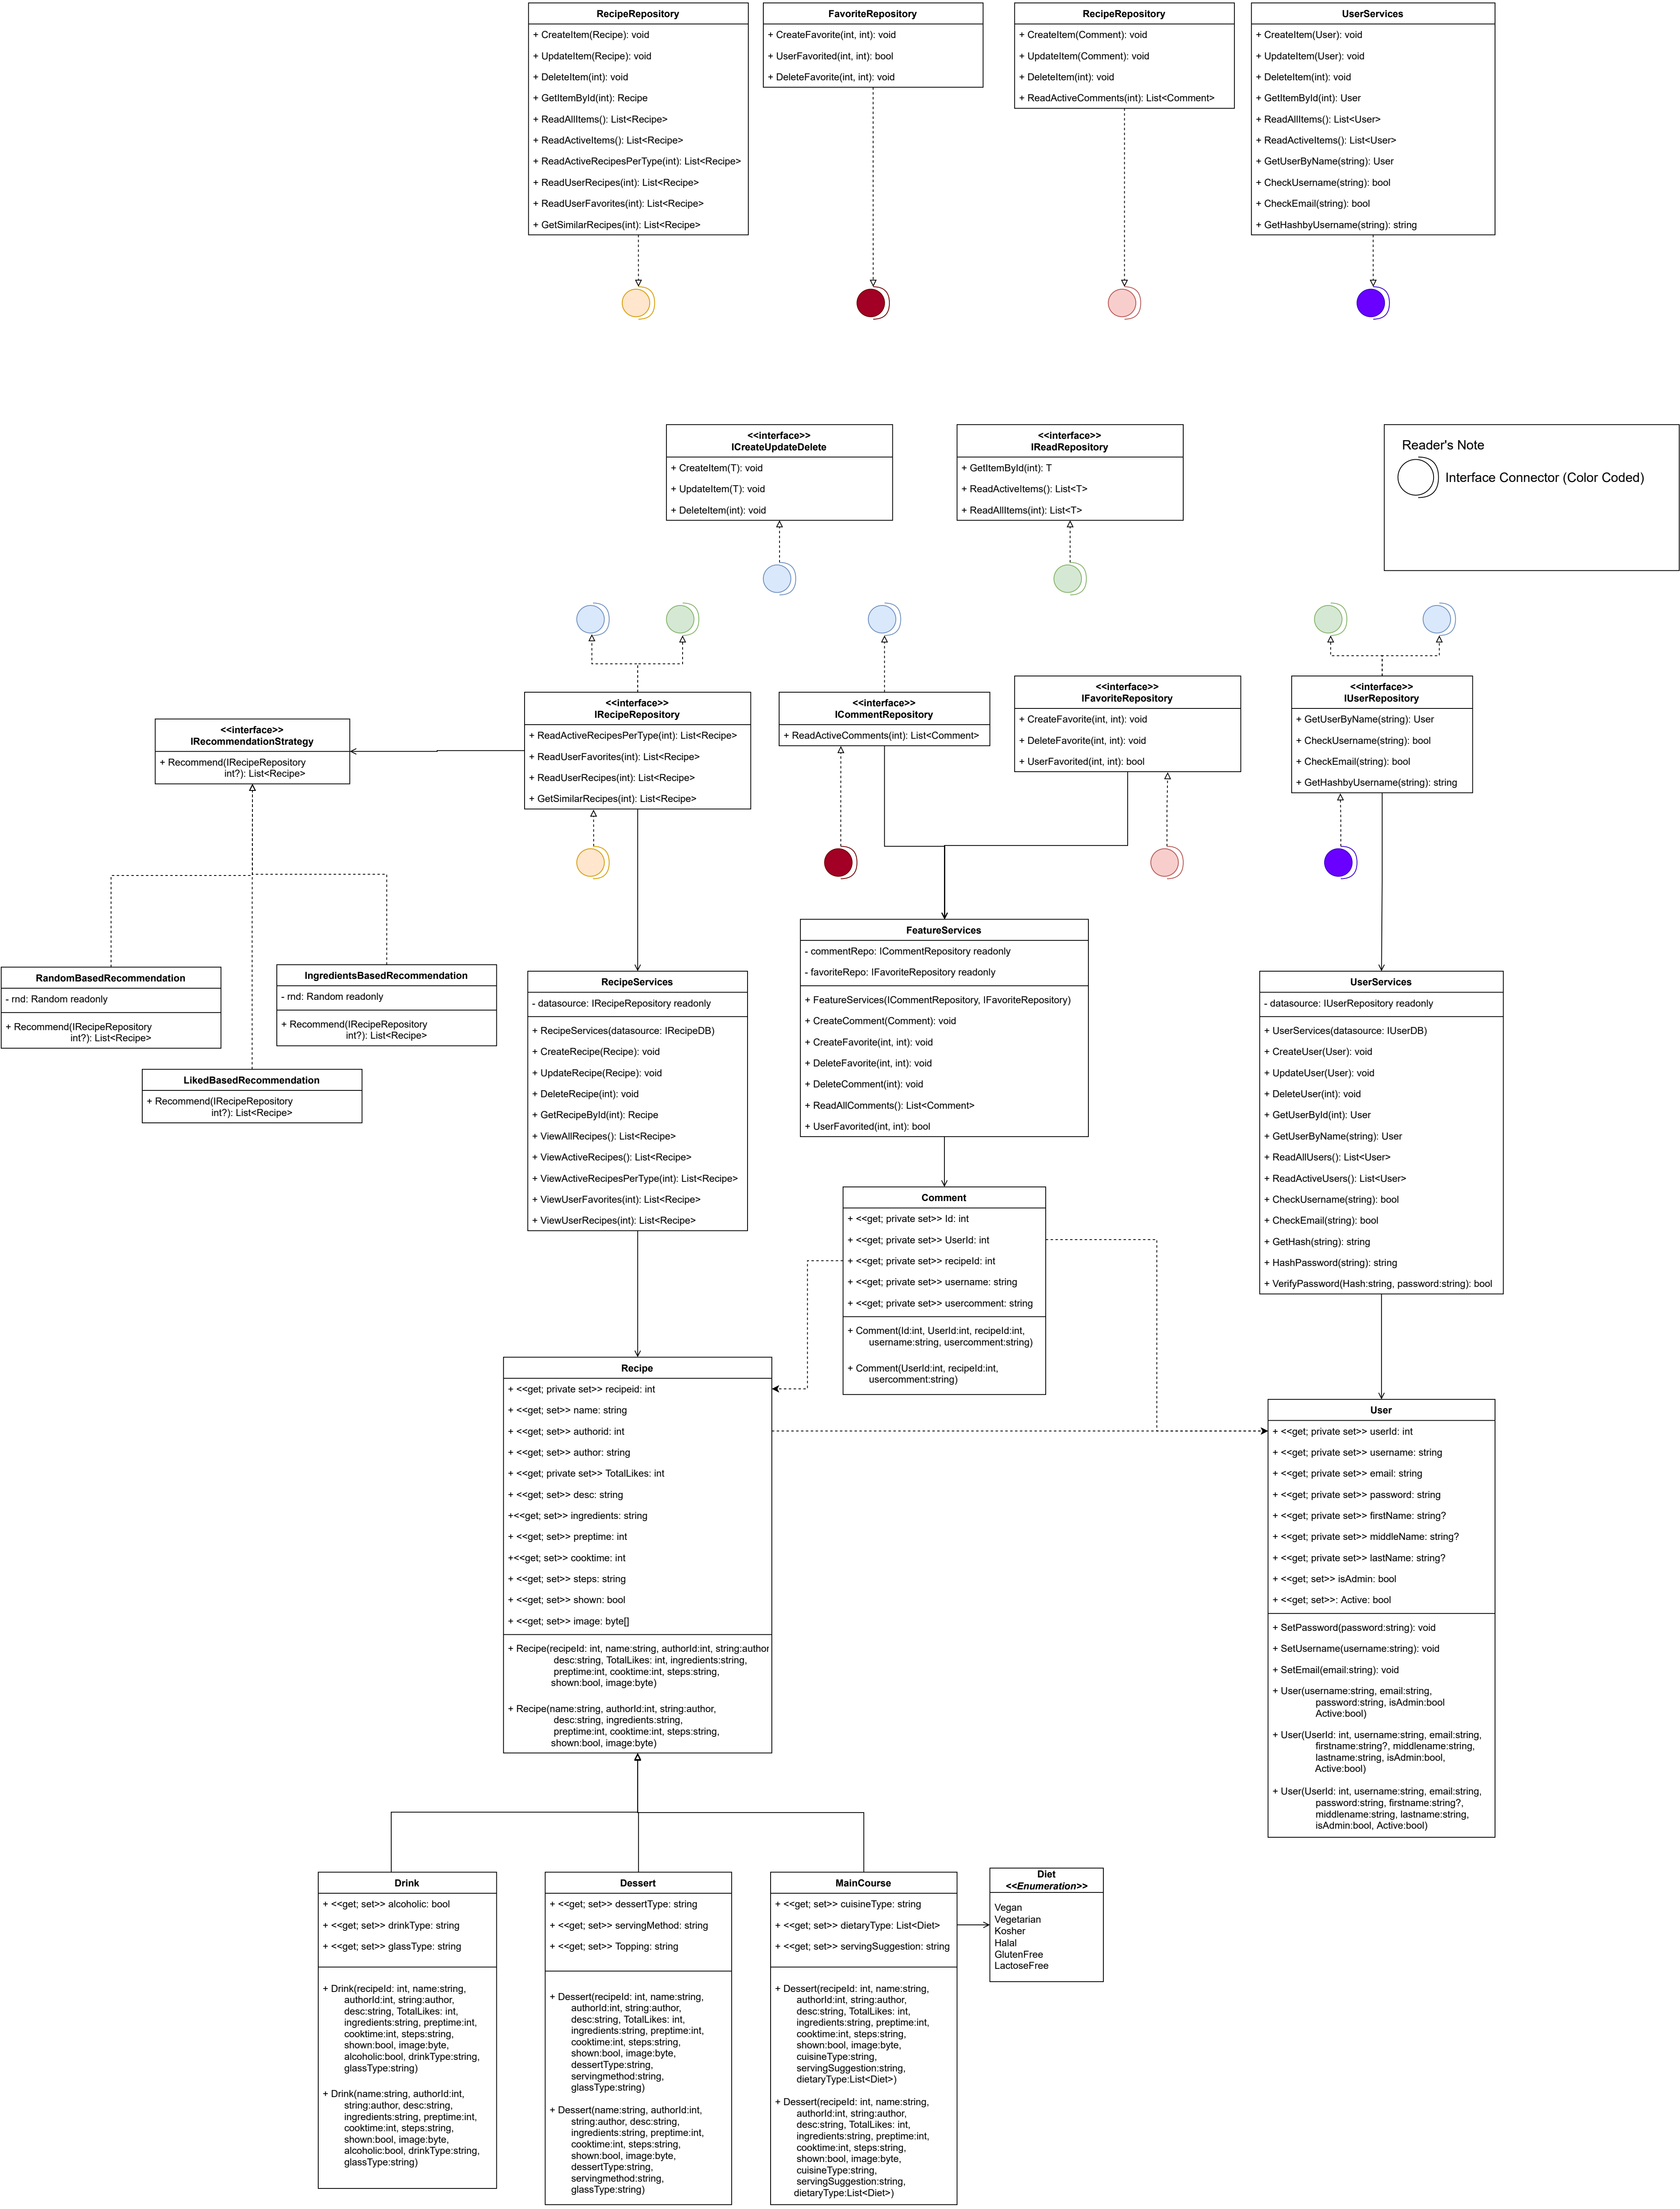 RecipeRepository
+ CreateItem(Recipe): void
+ UpdateItem(Recipe): void
+ DeleteItem(int): void
+ GetItemById(int): Recipe
+ ReadAllItems(): List<Recipe>
+ ReadActiveItems(): List<Recipe>
+ ReadActiveRecipesPerType(int): List<Recipe>
+ ReadUserRecipes(int): List<Recipe>
+ ReadUserFavorites(int): List<Recipe>
+ GetSimilarRecipes(int): List<Recipe>
FavoriteRepository
+ CreateFavorite(int, int): void
+ UserFavorited(int, int): bool
+ DeleteFavorite(int, int): void
RecipeRepository
+ CreateItem(Comment): void
+ UpdateItem(Comment): void
+ DeleteItem(int): void
+ ReadActiveComments(int): List<Comment>
UserServices
+ CreateItem(User): void
+ UpdateItem(User): void
+ DeleteItem(int): void
+ GetItemById(int): User
+ ReadAllItems(): List<User>
+ ReadActiveItems(): List<User>
+ GetUserByName(string): User
+ CheckUsername(string): bool
+ CheckEmail(string): bool
+ GetHashbyUsername(string): string
<<interface>>
ICreateUpdateDelete
+ CreateItem(T): void
+ UpdateItem(T): void
+ DeleteItem(int): void
<<interface>>
IReadRepository
+ GetItemById(int): T
+ ReadActiveItems(): List<T>
+ ReadAllItems(int): List<T>
Reader's Note
Interface Connector (Color Coded)
<<interface>>
IRecommendationStrategy
+ Recommend(IRecipeRepository
int?): List<Recipe>
<<interface>>
IRecipeRepository
+ ReadActiveRecipesPerType(int): List<Recipe>
+ ReadUserFavorites(int): List<Recipe>
+ ReadUserRecipes(int): List<Recipe>
+ GetSimilarRecipes(int): List<Recipe>
<<interface>>
ICommentRepository
+ ReadActiveComments(int): List<Comment>
<<interface>>
IFavoriteRepository
+ CreateFavorite(int, int): void
+ DeleteFavorite(int, int): void
+ UserFavorited(int, int): bool
<<interface>>
IUserRepository
+ GetUserByName(string): User
+ CheckUsername(string): bool
+ CheckEmail(string): bool
+ GetHashbyUsername(string): string
RandomBasedRecommendation
- rnd: Random readonly
+ Recommend(IRecipeRepository
int?): List<Recipe>
IngredientsBasedRecommendation
- rnd: Random readonly
+ Recommend(IRecipeRepository
int?): List<Recipe>
LikedBasedRecommendation
+ Recommend(IRecipeRepository
int?): List<Recipe>
RecipeServices
- datasource: IRecipeRepository readonly
+ RecipeServices(datasource: IRecipeDB)
+ CreateRecipe(Recipe): void
+ UpdateRecipe(Recipe): void
+ DeleteRecipe(int): void
+ GetRecipeById(int): Recipe
+ ViewAllRecipes(): List<Recipe>
+ ViewActiveRecipes(): List<Recipe>
+ ViewActiveRecipesPerType(int): List<Recipe>
+ ViewUserFavorites(int): List<Recipe>
+ ViewUserRecipes(int): List<Recipe>
FeatureServices
- commentRepo: ICommentRepository readonly
- favoriteRepo: IFavoriteRepository readonly
+ FeatureServices(ICommentRepository, IFavoriteRepository)
+ CreateComment(Comment): void
+ CreateFavorite(int, int): void
+ DeleteFavorite(int, int): void
+ DeleteComment(int): void
+ ReadAllComments(): List<Comment>
+ UserFavorited(int, int): bool
UserServices
- datasource: IUserRepository readonly
+ UserServices(datasource: IUserDB)
+ CreateUser(User): void
+ UpdateUser(User): void
+ DeleteUser(int): void
+ GetUserById(int): User
+ GetUserByName(string): User
+ ReadAllUsers(): List<User>
+ ReadActiveUsers(): List<User>
+ CheckUsername(string): bool
+ CheckEmail(string): bool
+ GetHash(string): string
+ HashPassword(string): string
+ VerifyPassword(Hash:string, password:string): bool
Comment
+ <<get; private set>> Id: int
+ <<get; private set>> UserId: int
+ <<get; private set>> recipeId: int
+ <<get; private set>> username: string
+ <<get; private set>> usercomment: string
+ Comment(Id:int, UserId:int, recipeId:int,
username:string, usercomment:string)
+ Comment(UserId:int, recipeId:int,
usercomment:string)
Recipe
+ <<get; private set>> recipeid: int
+ <<get; set>> name: string
+ <<get; set>> authorid: int
+ <<get; set>> author: string
+ <<get; private set>> TotalLikes: int
+ <<get; set>> desc: string
+<<get; set>> ingredients: string
+ <<get; set>> preptime: int
+<<get; set>> cooktime: int
+ <<get; set>> steps: string
+ <<get; set>> shown: bool
+ <<get; set>> image: byte[]
+ Recipe(recipeId: int, name:string, authorId:int, string:author
desc:string, TotalLikes: int, ingredients:string,
preptime:int, cooktime:int, steps:string,
shown:bool, image:byte)
+ Recipe(name:string, authorId:int, string:author,
desc:string, ingredients:string,
preptime:int, cooktime:int, steps:string,
shown:bool, image:byte)
User
+ <<get; private set>> userId: int
+ <<get; private set>> username: string
+ <<get; private set>> email: string
+ <<get; private set>> password: string
+ <<get; private set>> firstName: string?
+ <<get; private set>> middleName: string?
+ <<get; private set>> lastName: string?
+ <<get; set>> isAdmin: bool
+ <<get; set>>: Active: bool
+ SetPassword(password:string): void
+ SetUsername(username:string): void
+ SetEmail(email:string): void
+ User(username:string, email:string,
password:string, isAdmin:bool
Active:bool)
+ User(UserId: int, username:string, email:string,
firstname:string?, middlename:string,
lastname:string, isAdmin:bool,
Active:bool)
+ User(UserId: int, username:string, email:string,
password:string, firstname:string?,
middlename:string, lastname:string,
isAdmin:bool, Active:bool)
Drink
+ <<get; set>> alcoholic: bool
+ <<get; set>> drinkType: string
+ <<get; set>> glassType: string
+ Drink(recipeId: int, name:string,
authorId:int, string:author,
desc:string, TotalLikes: int,
ingredients:string, preptime:int,
cooktime:int, steps:string,
shown:bool, image:byte,
alcoholic:bool, drinkType:string,
glassType:string)
+ Drink(name:string, authorId:int,
string:author, desc:string,
ingredients:string, preptime:int,
cooktime:int, steps:string,
shown:bool, image:byte,
alcoholic:bool, drinkType:string,
glassType:string)
Dessert
+ <<get; set>> dessertType: string
+ <<get; set>> servingMethod: string
+ <<get; set>> Topping: string
+ Dessert(recipeId: int, name:string,
authorId:int, string:author,
desc:string, TotalLikes: int,
ingredients:string, preptime:int,
cooktime:int, steps:string,
shown:bool, image:byte,
dessertType:string,
servingmethod:string,
glassType:string)
+ Dessert(name:string, authorId:int,
string:author, desc:string,
ingredients:string, preptime:int,
cooktime:int, steps:string,
shown:bool, image:byte,
dessertType:string,
servingmethod:string,
glassType:string)
MainCourse
+ <<get; set>> cuisineType: string
+ <<get; set>> dietaryType: List<Diet>
+ <<get; set>> servingSuggestion: string
+ Dessert(recipeId: int, name:string,
authorId:int, string:author,
desc:string, TotalLikes: int,
ingredients:string, preptime:int,
cooktime:int, steps:string,
shown:bool, image:byte,
cuisineType:string,
servingSuggestion:string,
dietaryType:List<Diet>)
+ Dessert(recipeId: int, name:string,
authorId:int, string:author,
desc:string, TotalLikes: int,
ingredients:string, preptime:int,
cooktime:int, steps:string,
shown:bool, image:byte,
cuisineType:string,
servingSuggestion:string,
dietaryType:List<Diet>)
Diet
<<Enumeration>>
Vegan
Vegetarian
Kosher
Halal
GlutenFree
LactoseFree